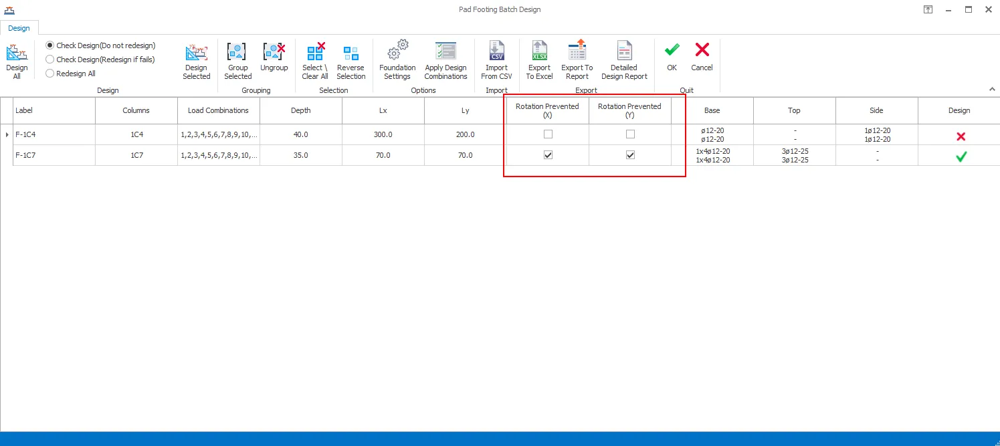 Pad Footing Batch Design
Design
Design All
Check Design(Do not redesign)
Check Design(Redesign if fails)
Redesign All
Design Selected
Design
Group Selected
Ungroup
Grouping
Select \ Clear All
Reverse Selection
Selection
Foundation Settings
Apply Design Combinations
Options
CSV
Import From CSV
Import
XLSX
Export To Excel
Export To Report
Detailed Design Report
Export
OK
Cancel
Quit
Label Columns Load Combinations Depth Lx Ly Rotation Prevented (X) Rotation Prevented (Y) Base Top Side Design
F-1C4 1C4 1,2,3,4,5,6,7,8,9,10,... 40.0 300.0 200.0 ø12-20 - 1ø12-20
ø12-20 - 1ø12-20
F-1C7 1C7 1,2,3,4,5,6,7,8,9,10,... 35.0 70.0 70.0 1x4ø12-20 3ø12-25 -
1x4ø12-20 3ø12-25 -